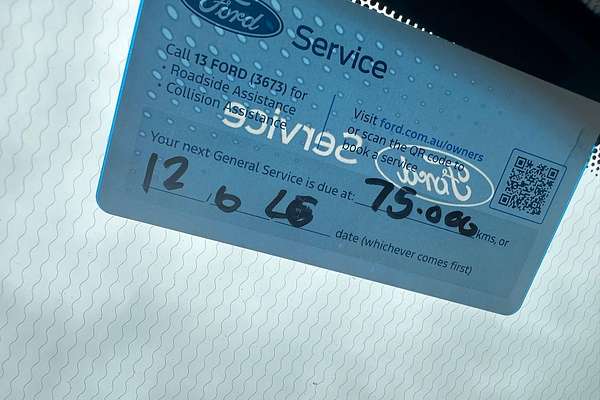 Ford
Service
Call 13 FORD (3673) for
• Roadside Assistance
• Collision Assistance
Visit ford.com.au/owners
or scan the QR code to
book a service
Service
Ford
Your next General Service is due at: 75.000 kms, or
12 / 6 date (whichever comes first)